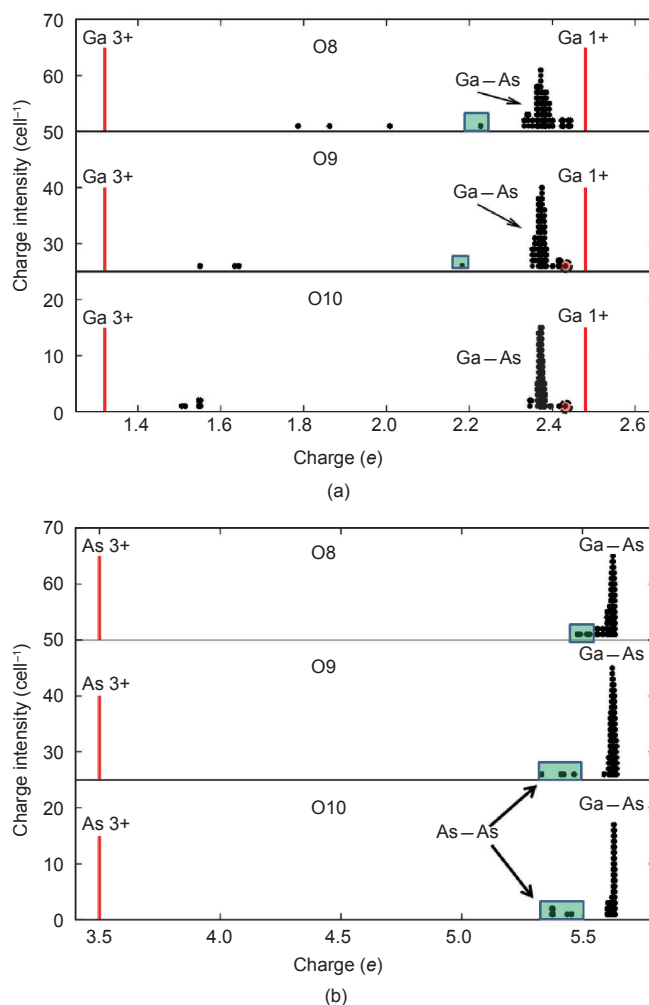 70
Ga 3+
O8
Ga 1+
60
Ga—As
50
Ga 3+
O9
Ga 1+
40
Ga—As
30
Ga 3+
O10
Ga 1+
20
Ga—As
10
0
Charge intensity (cell⁻¹)
1.4 1.6 1.8 2.0 2.2 2.4 2.6
Charge (e)
(a)
70
As 3+
O8
Ga—As
60
50
As 3+
O9
Ga—As
40
30
As 3+
O10
As—As
Ga—As
20
10
0
Charge intensity (cell⁻¹)
3.5 4.0 4.5 5.0 5.5
Charge (e)
(b)